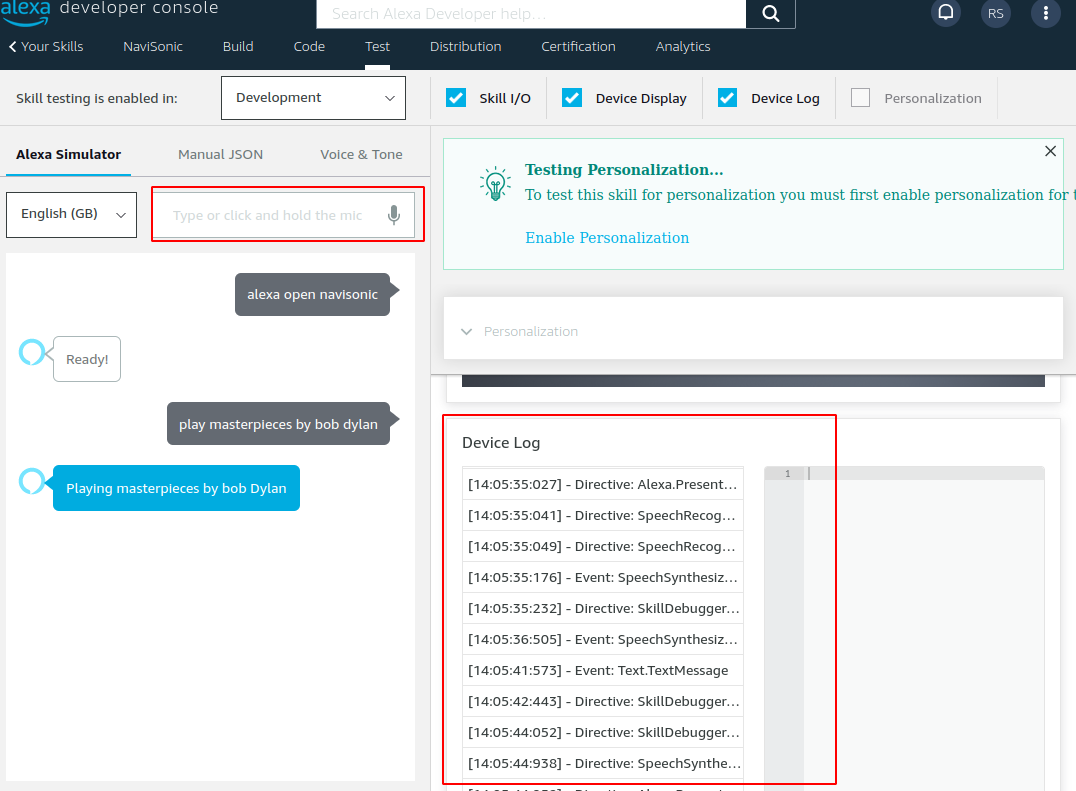 alexa developer console
Search Alexa Developer help...
RS
Your Skills NaviSonic Build Code Test Distribution Certification Analytics
Skill testing is enabled in: Development Skill I/O Device Display Device Log Personalization
Alexa Simulator Manual JSON Voice & Tone
English (GB) Type or click and hold the mic
alexa open navisonic
Ready!
play masterpieces by bob dylan
Playing masterpieces by bob Dylan
Testing Personalization...
To test this skill for personalization you must first enable personalization for t
Enable Personalization
Personalization
Device Log
[14:05:35:027] - Directive: Alexa.Present...
[14:05:35:041] - Directive: SpeechRecog...
[14:05:35:049] - Directive: SpeechRecog...
[14:05:35:176] - Event: SpeechSynthesiz...
[14:05:35:232] - Directive: SkillDebugger...
[14:05:36:505] - Event: SpeechSynthesiz...
[14:05:41:573] - Event: Text.TextMessage
[14:05:42:443] - Directive: SkillDebugger...
[14:05:44:052] - Directive: SkillDebugger...
[14:05:44:938] - Directive: SpeechSynthe...
1